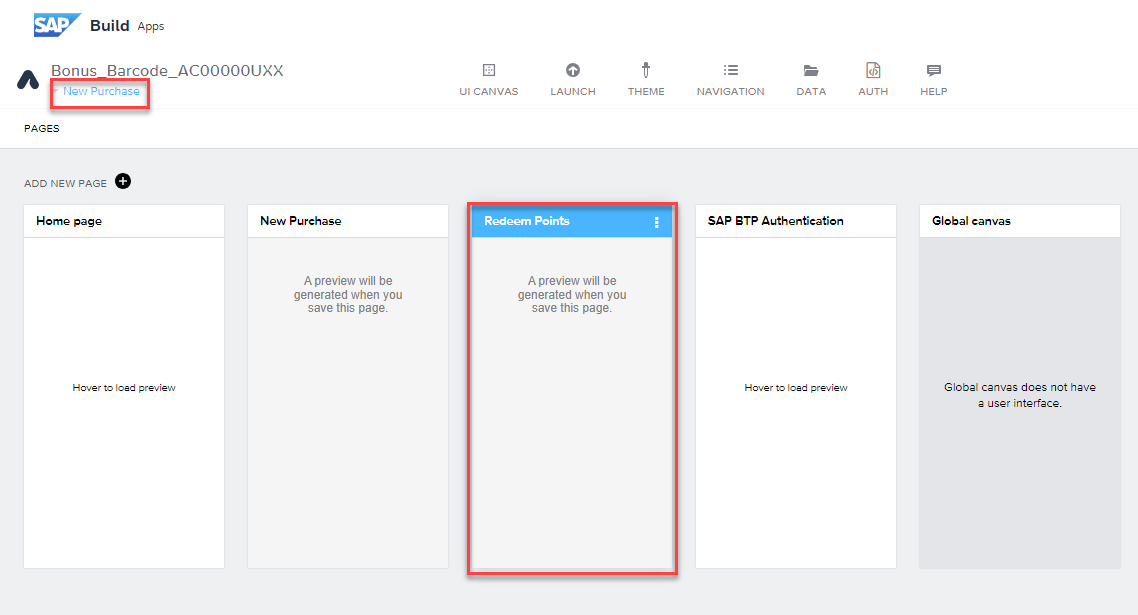 SAP Build Apps
Bonus_Barcode_AC00000UXX
New Purchase
UI CANVAS
LAUNCH
THEME
NAVIGATION
DATA
AUTH
HELP
PAGES
ADD NEW PAGE
Home page
Hover to load preview
New Purchase
A preview will be
generated when you
save this page.
Redeem Points
A preview will be
generated when you
save this page.
SAP BTP Authentication
Hover to load preview
Global canvas
Global canvas does not have
a user interface.